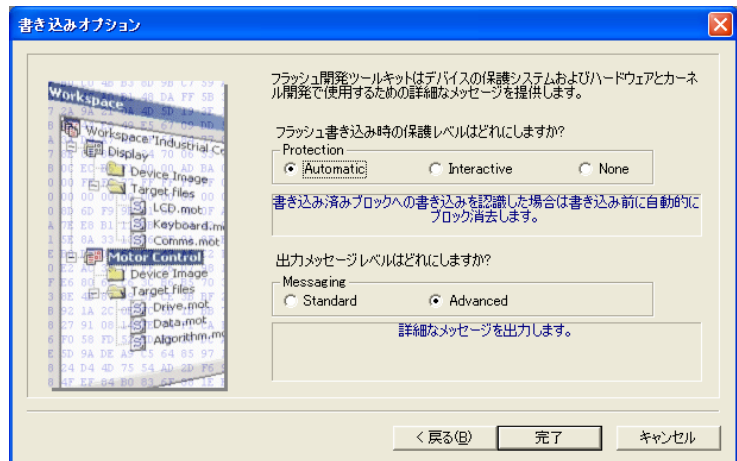 書き込みオプション
フラッシュ開発ツールキットはデバイスの保護システムおよびハードウェアとカーネ
ル開発で使用するための詳細なメッセージを提供します。
フラッシュ書き込み時の保護レベルはどれにしますか?
Protection
Automatic
Interactive
None
書き込み済みブロックへの書き込みを認識した場合は書き込み前に自動的に
ブロック消去します。
出力メッセージレベルはどれにしますか?
Messaging
Standard
Advanced
詳細なメッセージを出力します。
Workspace
Workspace 'Industrial Co
Display
Device Image
Target files
LCD.mot
Keyboard.m
Comms.mot
Motor Control
Device Image
Target files
Drive.mot
Data.mot
Algorithm.mo
< 戻る(B)
完了
キャンセル